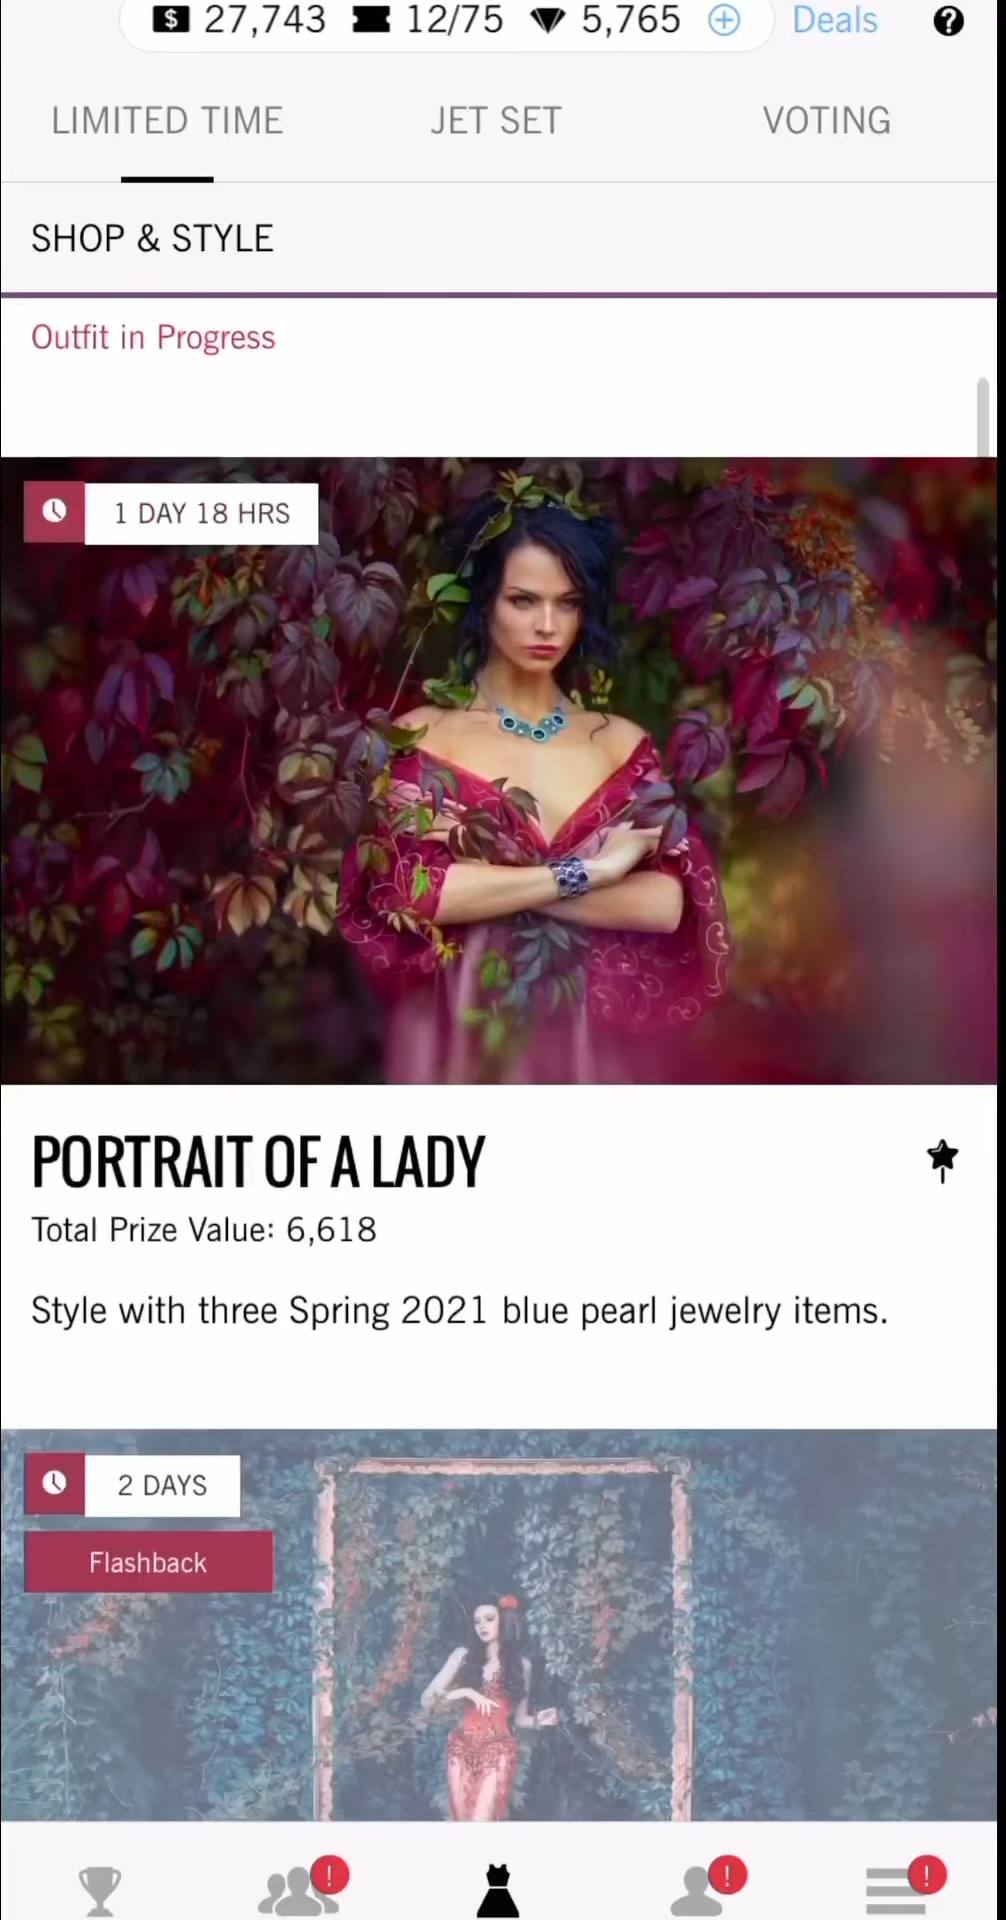 27,743 12/75 5,765 Deals
LIMITED TIME JET SET VOTING
SHOP & STYLE
Outfit in Progress
1 DAY 18 HRS
PORTRAIT OF A LADY
Total Prize Value: 6,618
Style with three Spring 2021 blue pearl jewelry items.
2 DAYS
Flashback